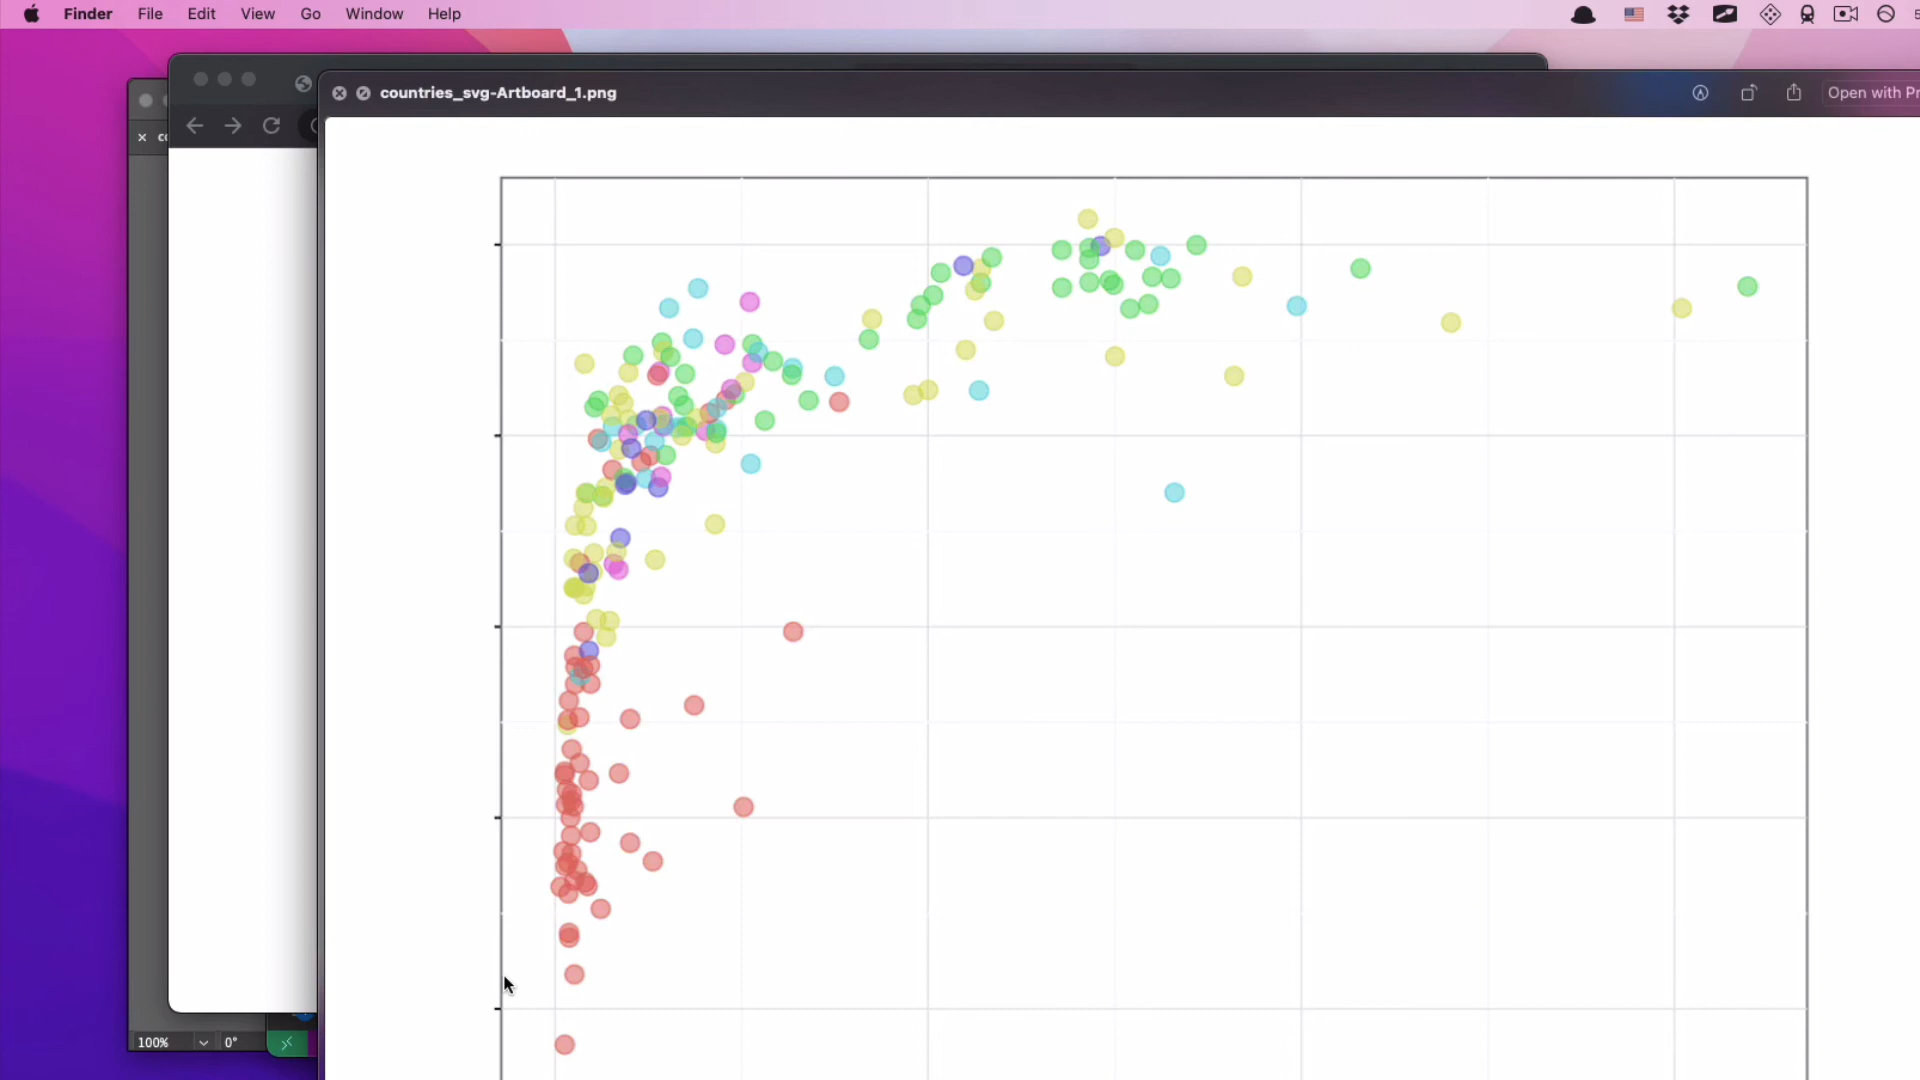 Finder File Edit View Go Window Help
countries_svg-Artboard_1.png
Open with Pr
100%
0°